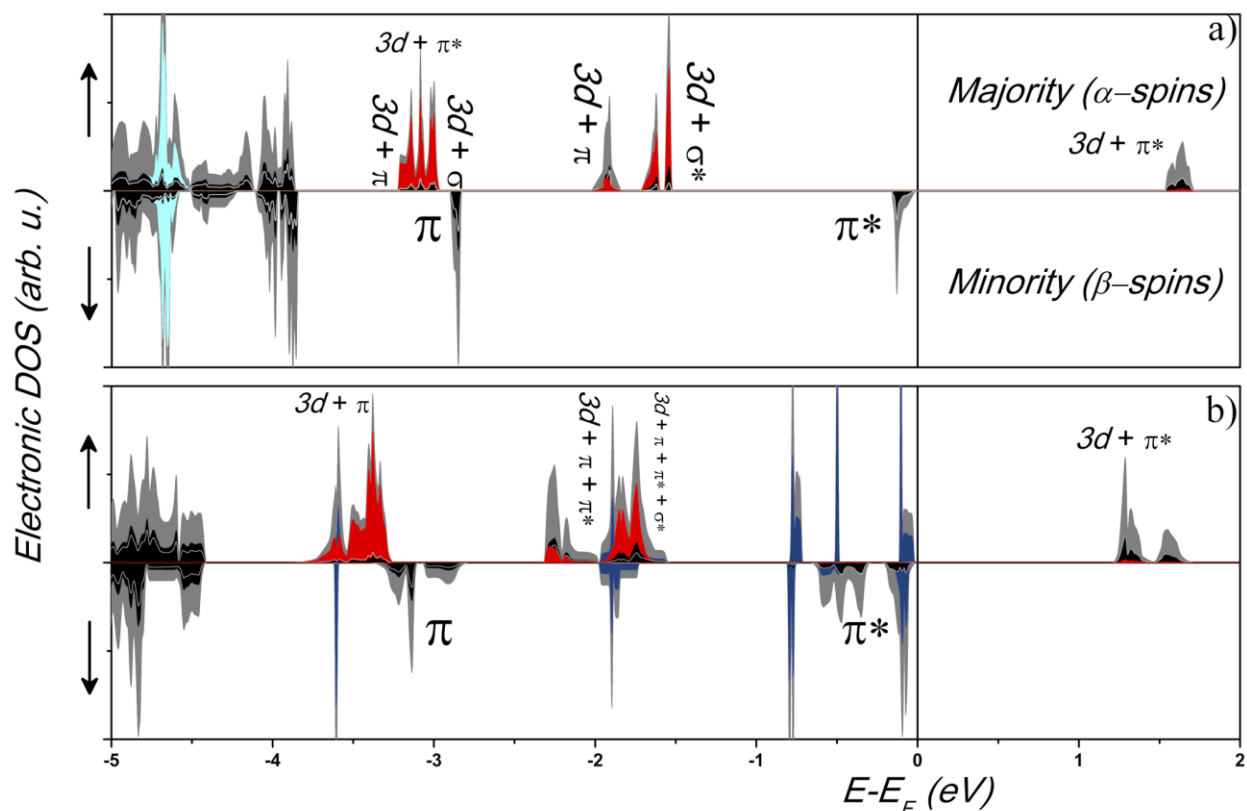 a)
3d + π*
Majority (α–spins)
3d + π
3d + σ
3d + π
3d + σ*
3d + π*
π
π*
Minority (β–spins)
Electronic DOS (arb. u.)
b)
3d + π
3d + π + π*
3d + π + π* + σ*
3d + π*
π
π*
-5 -4 -3 -2 -1 0 1 2
E-E_F (eV)